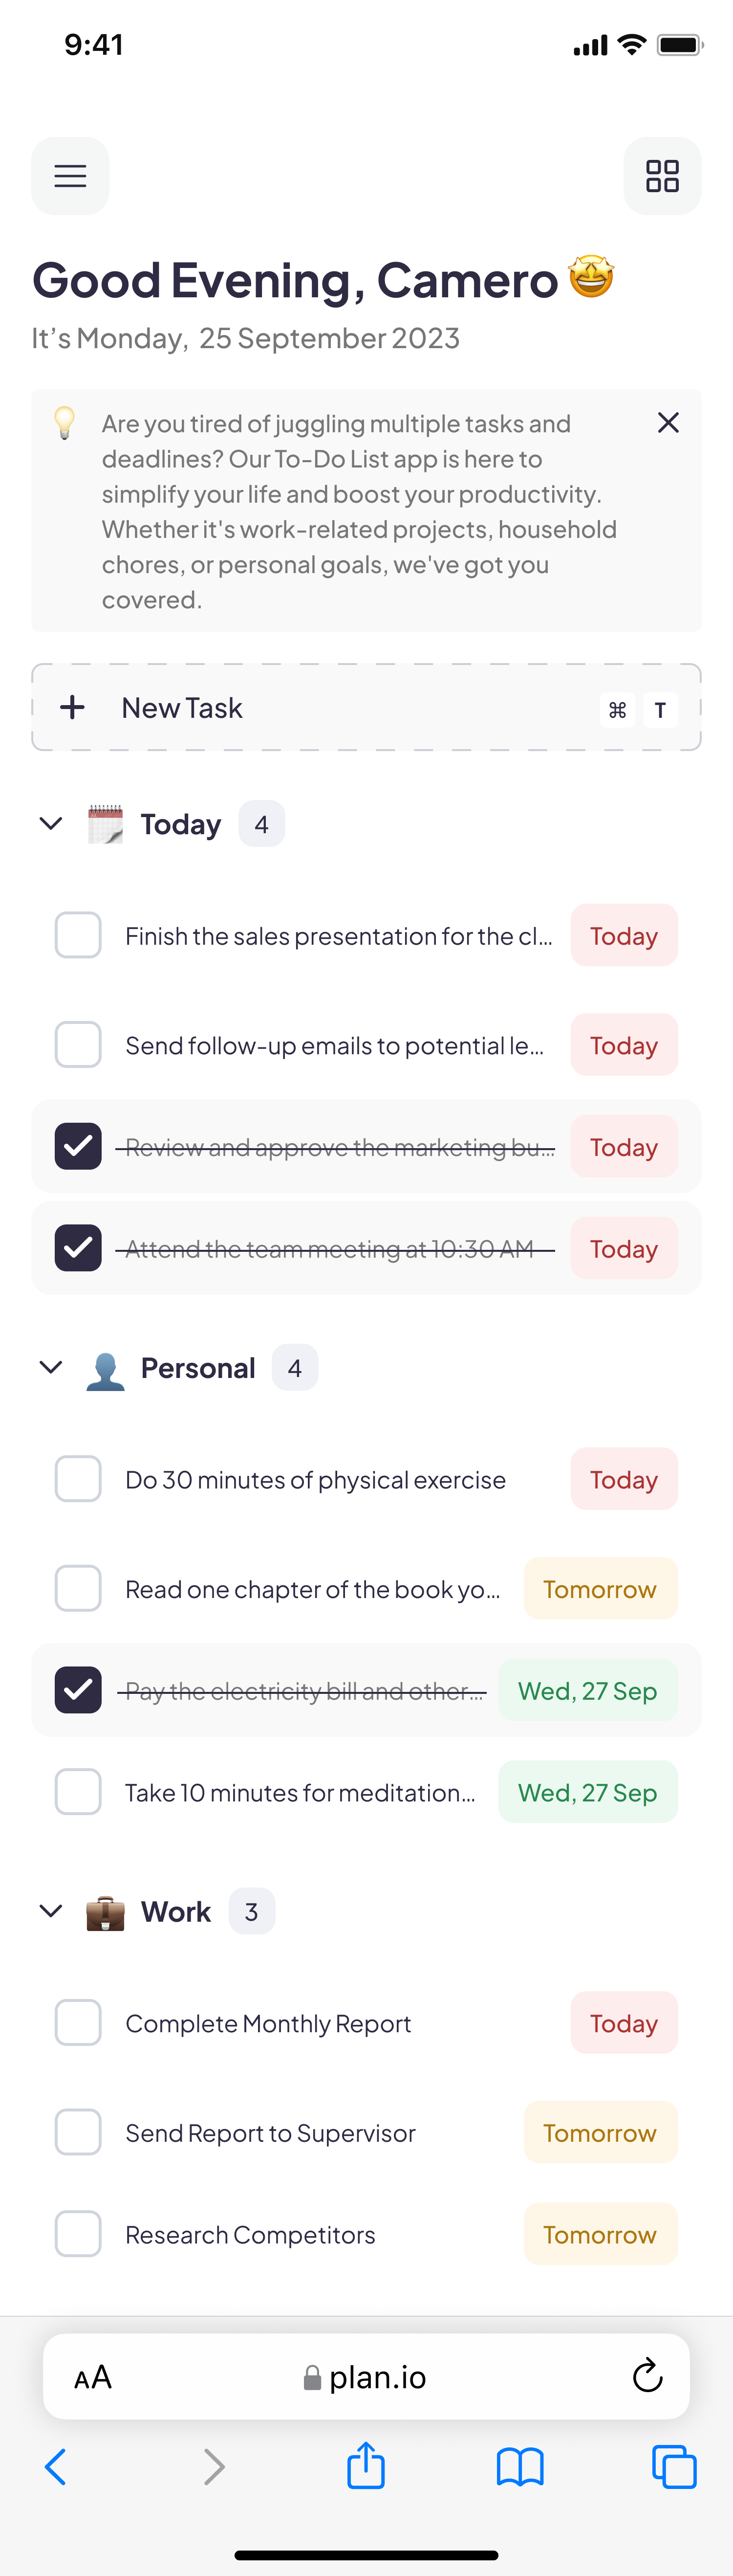 9:41
Good Evening, Camero 🤩
It’s Monday, 25 September 2023
Are you tired of juggling multiple tasks and
deadlines? Our To-Do List app is here to
simplify your life and boost your productivity.
Whether it's work-related projects, household
chores, or personal goals, we've got you
covered.
New Task ⌘ T
Today 4
Finish the sales presentation for the cl... Today
Send follow-up emails to potential le... Today
Review and approve the marketing bu... Today
Attend the team meeting at 10:30 AM Today
Personal 4
Do 30 minutes of physical exercise Today
Read one chapter of the book yo... Tomorrow
Pay the electricity bill and other... Wed, 27 Sep
Take 10 minutes for meditation... Wed, 27 Sep
Work 3
Complete Monthly Report Today
Send Report to Supervisor Tomorrow
Research Competitors Tomorrow
AA plan.io